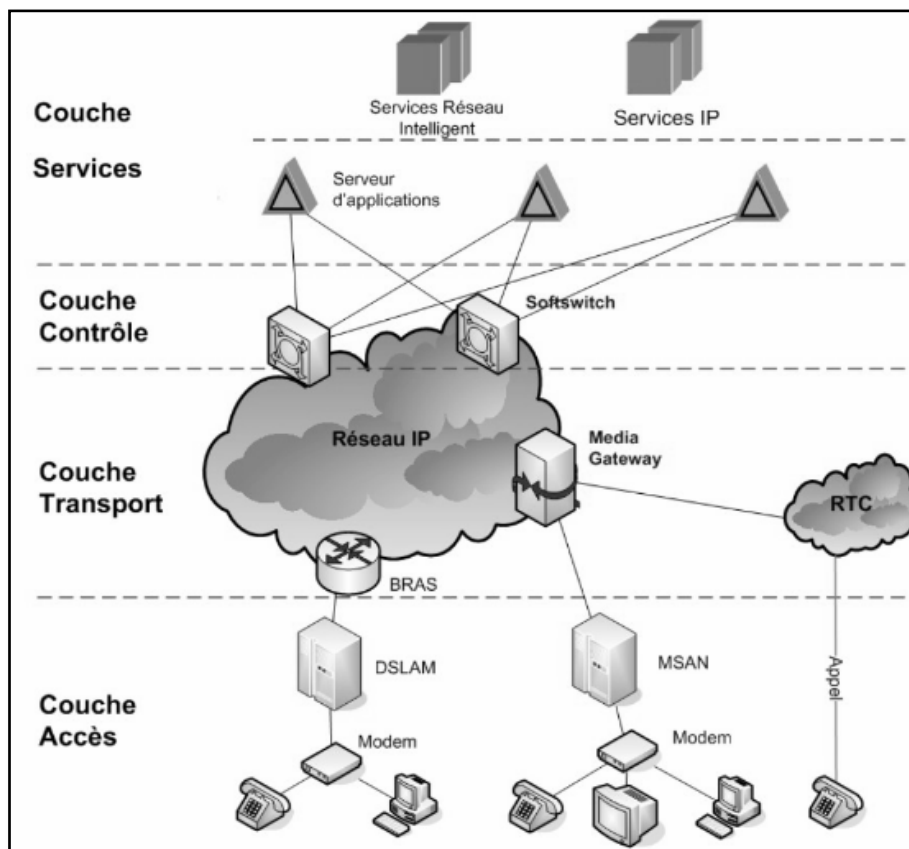 Couche
Services
Services Réseau
Intelligent
Services IP
Serveur
d'applications
Couche
Contrôle
Softswitch
Réseau IP
Media
Gateway
Couche
Transport
RTC
BRAS
DSLAM
MSAN
Appel
Couche
Accès
Modem
Modem